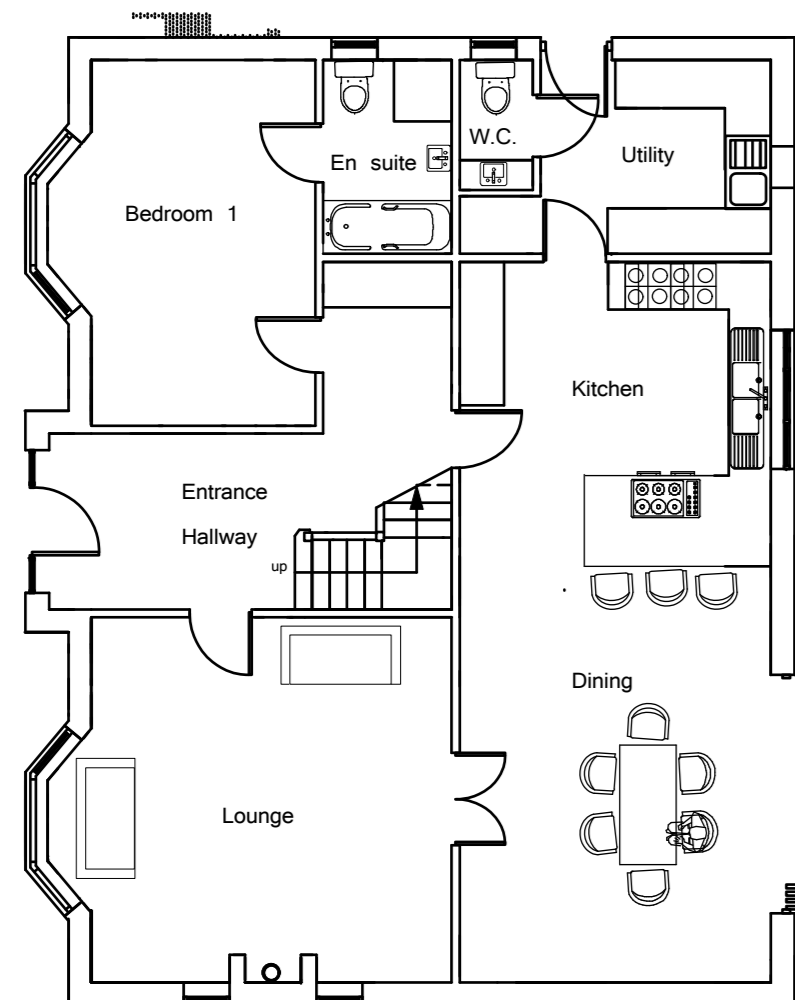 W.C.
En suite
Utility
Bedroom 1
Kitchen
Entrance
Hallway
up
Dining
Lounge